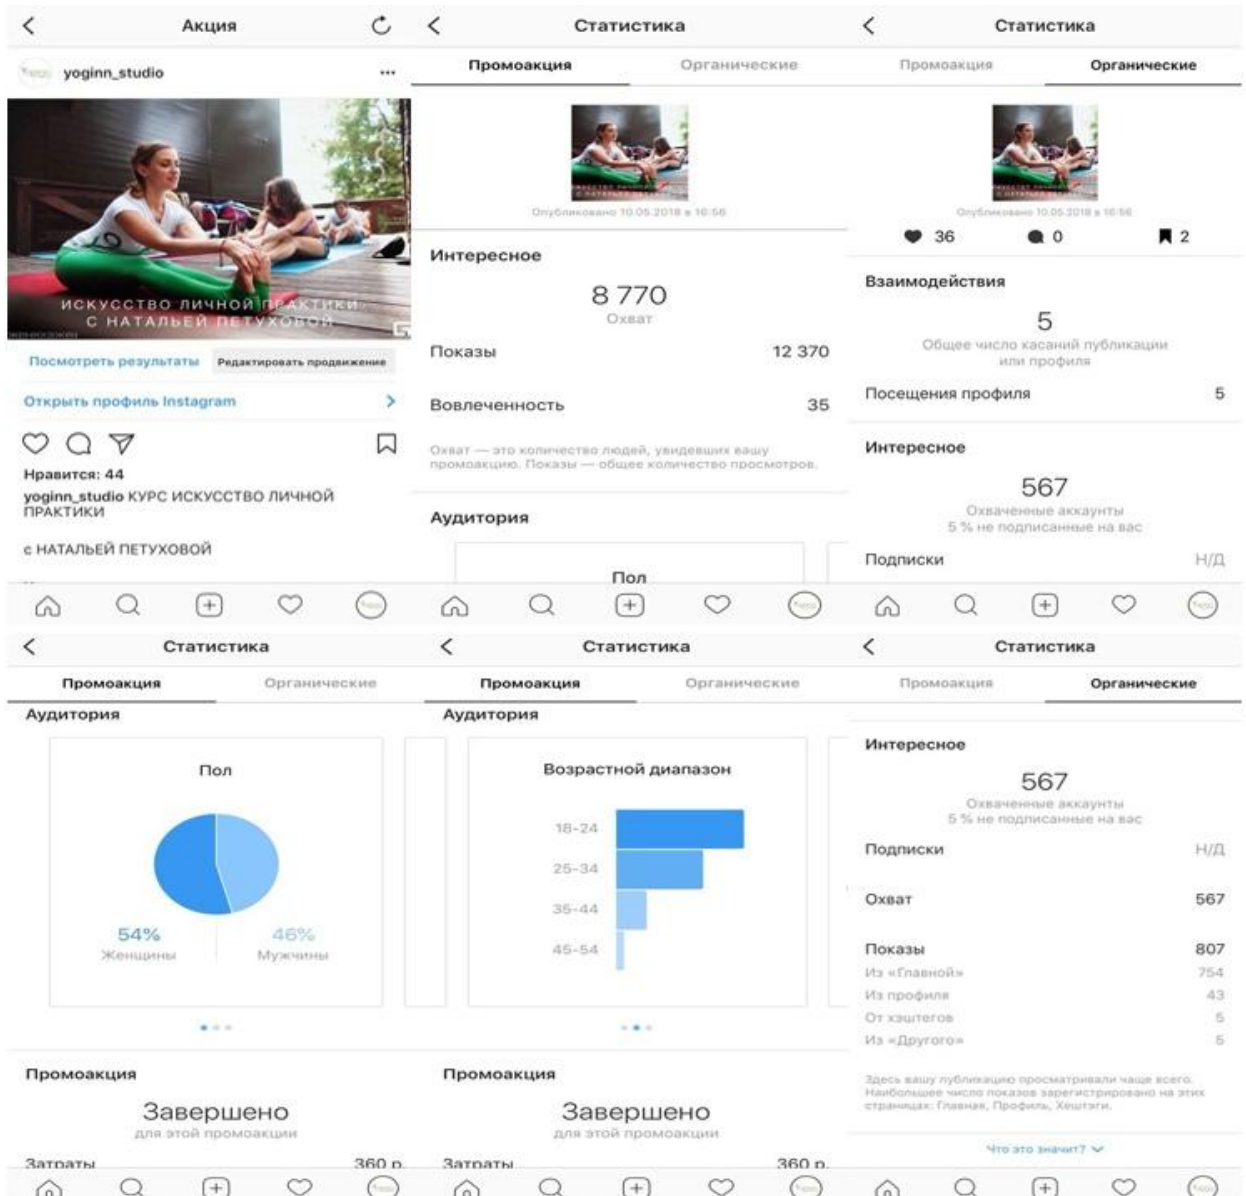 Акция
yoginn_studio
ИСКУССТВО ЛИЧНОЙ ПРАКТИКИ
С НАТАЛЬЕЙ ПЕТУХОВОЙ
Посмотреть результаты
Редактировать продвижение
Открыть профиль Instagram
Нравится: 44
yoginn_studio КУРС ИСКУССТВО ЛИЧНОЙ
ПРАКТИКИ
с НАТАЛЬЕЙ ПЕТУХОВОЙ
Статистика
Промоакция Органические
Опубликовано 10.05.2018 в 16:56
Интересное
8 770
Охват
Показы 12 370
Вовлеченность 35
Охват — это количество людей, увидевших вашу
промоакцию. Показы — общее количество просмотров.
Аудитория
Пол
Статистика
Промоакция Органические
Опубликовано 10.05.2018 в 16:56
36 0 2
Взаимодействия
5
Общее число касаний публикации
или профиля
Посещения профиля 5
Интересное
567
Охваченные аккаунты
5 % не подписанные на вас
Подписки Н/Д
Статистика
Промоакция Органические
Аудитория
Пол
54% 46%
Женщины Мужчины
Промоакция
Завершено
для этой промоакции
Затраты 360 р.
Статистика
Промоакция Органические
Аудитория
Возрастной диапазон
18-24
25-34
35-44
45-54
Промоакция
Завершено
для этой промоакции
Затраты 360 р.
Статистика
Промоакция Органические
Интересное
567
Охваченные аккаунты
5 % не подписанные на вас
Подписки Н/Д
Охват 567
Показы 807
Из «Главной» 754
Из профиля 43
От хэштегов 5
Из «Другого» 5
Здесь вашу публикацию просматривали чаще всего.
Наибольшее число показов зарегистрировано на этих
страницах: Главная, Профиль, Хештэги.
Что это значит?